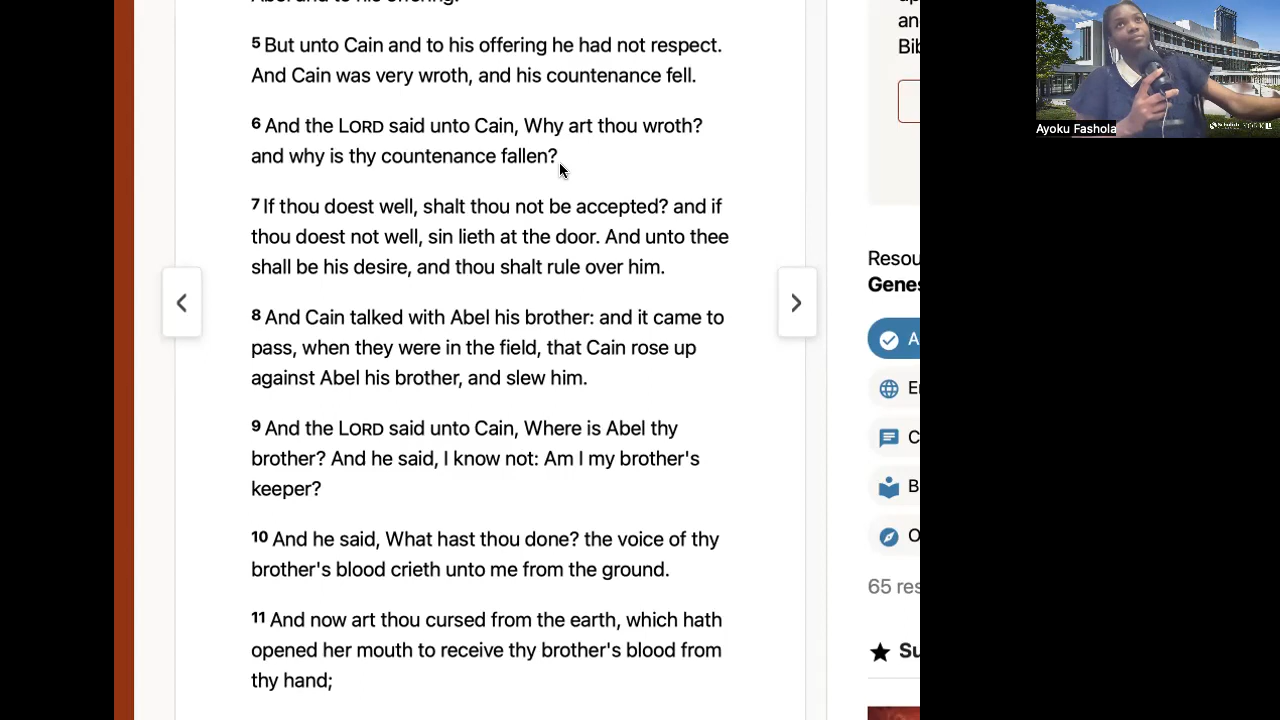 5 But unto Cain and to his offering he had not respect.
And Cain was very wroth, and his countenance fell.
6 And the LORD said unto Cain, Why art thou wroth?
and why is thy countenance fallen?
7 If thou doest well, shalt thou not be accepted? and if
thou doest not well, sin lieth at the door. And unto thee
shall be his desire, and thou shalt rule over him.
8 And Cain talked with Abel his brother: and it came to
pass, when they were in the field, that Cain rose up
against Abel his brother, and slew him.
9 And the LORD said unto Cain, Where is Abel thy
brother? And he said, I know not: Am I my brother's
keeper?
10 And he said, What hast thou done? the voice of thy
brother's blood crieth unto me from the ground.
11 And now art thou cursed from the earth, which hath
opened her mouth to receive thy brother's blood from
thy hand;
an
Bib
Resou
Genes
A
E
C
B
O
65 res
Su
Ayoku Fashola